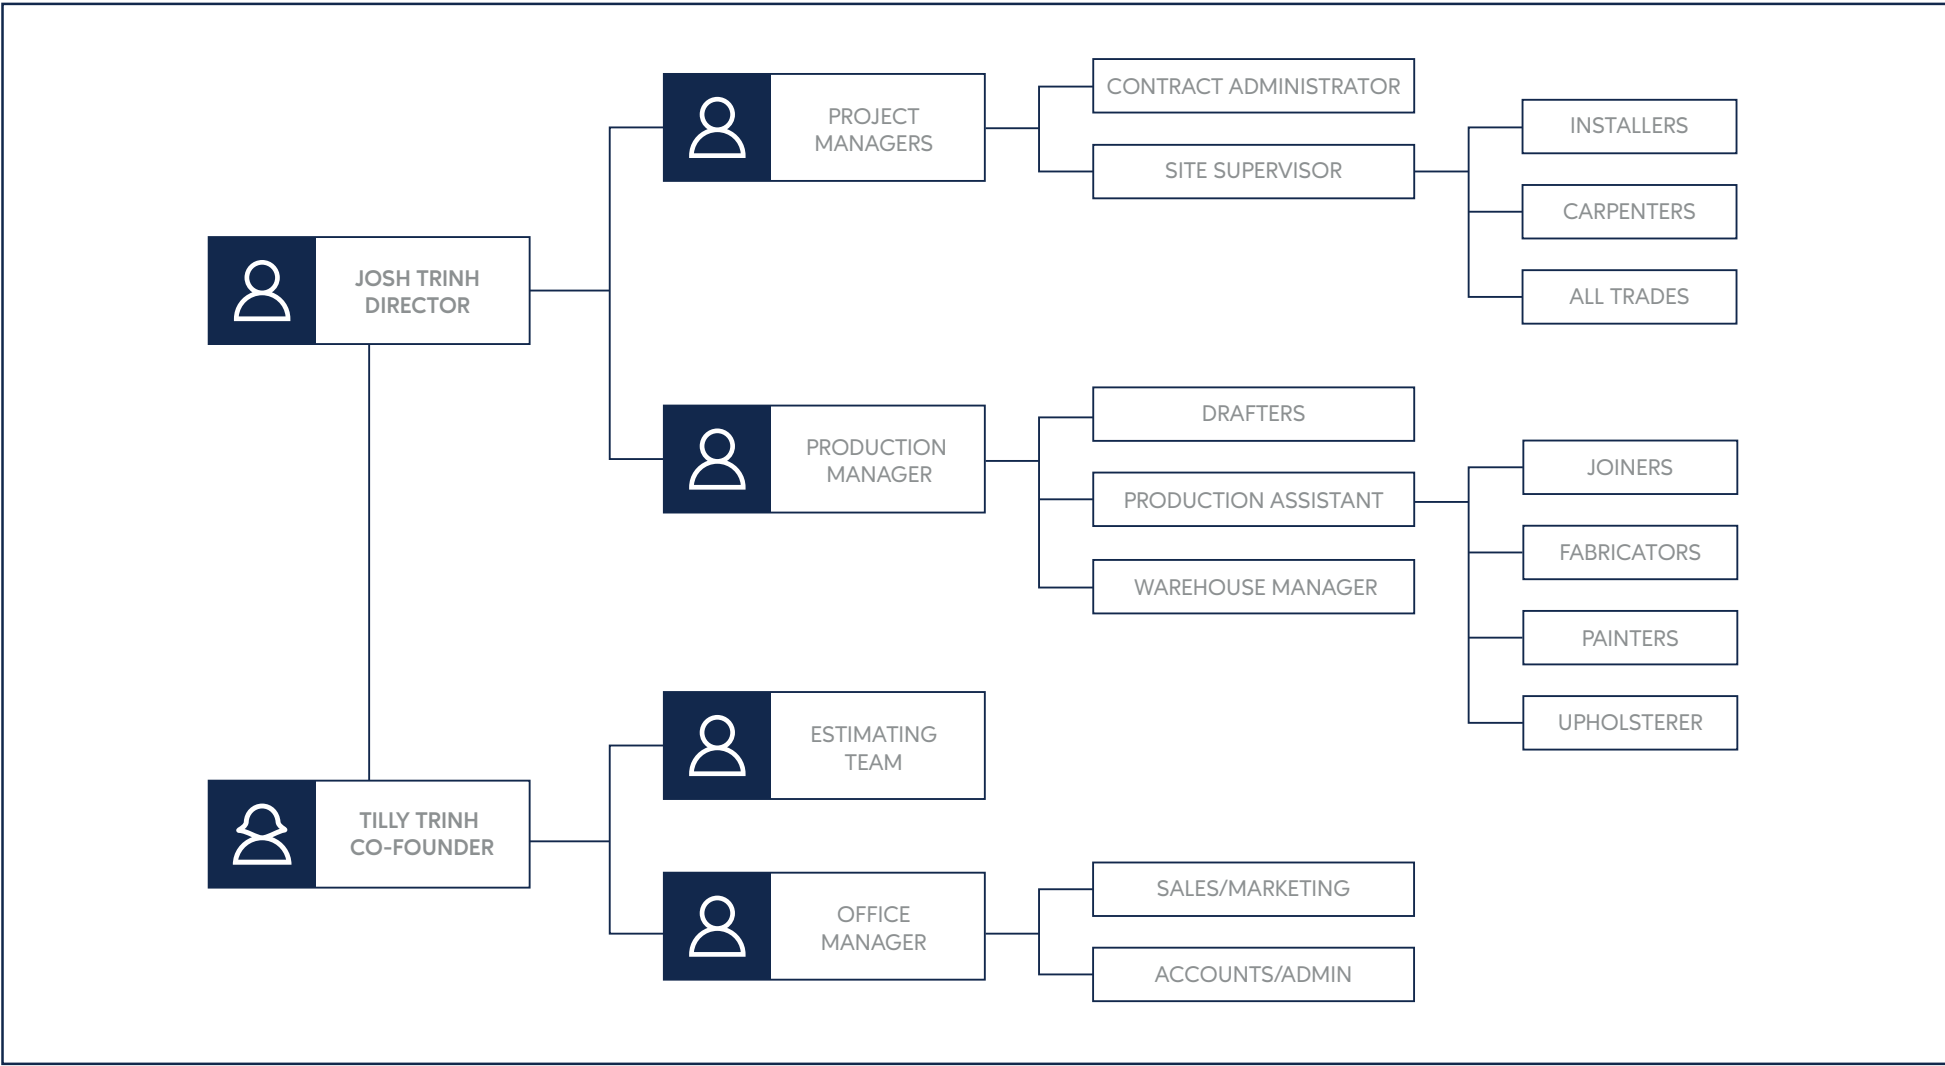 PROJECT
MANAGERS
CONTRACT ADMINISTRATOR
SITE SUPERVISOR
INSTALLERS
CARPENTERS
ALL TRADES
JOSH TRINH
DIRECTOR
PRODUCTION
MANAGER
DRAFTERS
PRODUCTION ASSISTANT
WAREHOUSE MANAGER
JOINERS
FABRICATORS
PAINTERS
UPHOLSTERER
TILLY TRINH
CO-FOUNDER
ESTIMATING
TEAM
OFFICE
MANAGER
SALES/MARKETING
ACCOUNTS/ADMIN